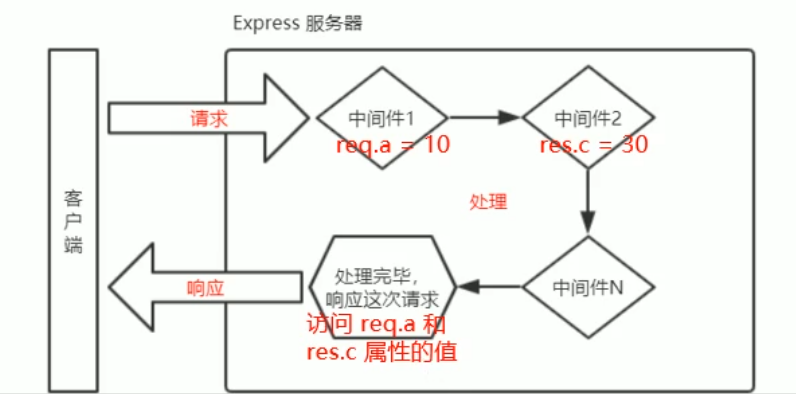 Express 服务器
客户端
请求
中间件1
req.a = 10
中间件2
res.c = 30
处理
中间件N
处理完毕，
响应这次请求
访问 req.a 和
res.c 属性的值
响应